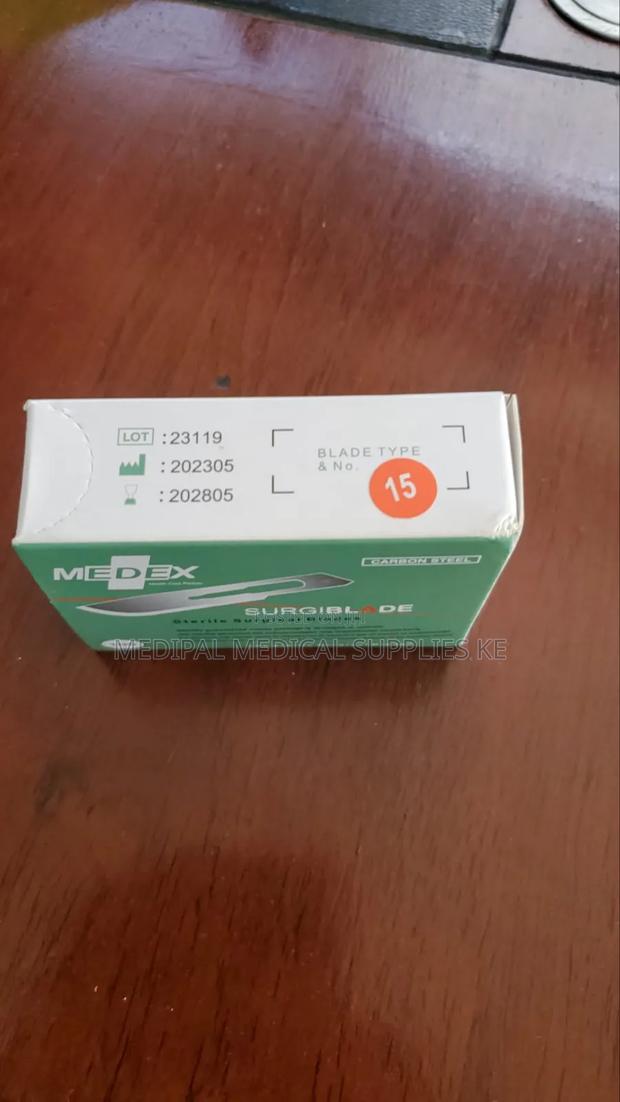 LOT : 23119
: 202305
: 202805
BLADE TYPE
& No.
15
MEDEX
CARBON STEEL
SURGIBLADE
Sterile Surgical Blades
MEDIPAL MEDICAL SUPPLIES KE